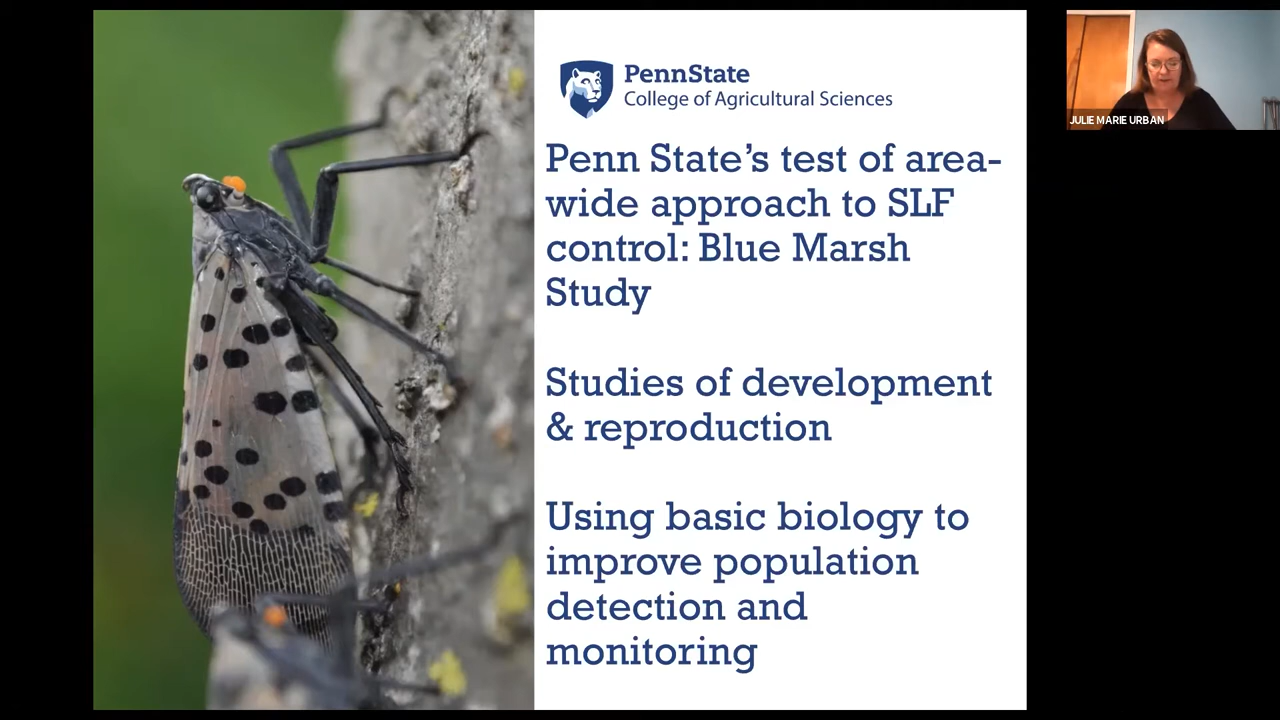 PennState
College of Agricultural Sciences
JULIE MARIE URBAN
Penn State’s test of area-
wide approach to SLF
control: Blue Marsh
Study
Studies of development
& reproduction
Using basic biology to
improve population
detection and
monitoring